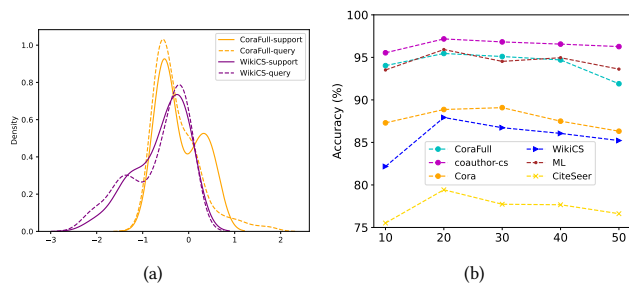 CoraFull-support
CoraFull-query
WikiCS-support
WikiCS-query
Density
1.0
0.8
0.6
0.4
0.2
0.0
−3 −2 −1 0 1 2
(a)
Accuracy (%)
100
95
90
85
80
75
CoraFull WikiCS
coauthor-cs ML
Cora CiteSeer
10 20 30 40 50
(b)